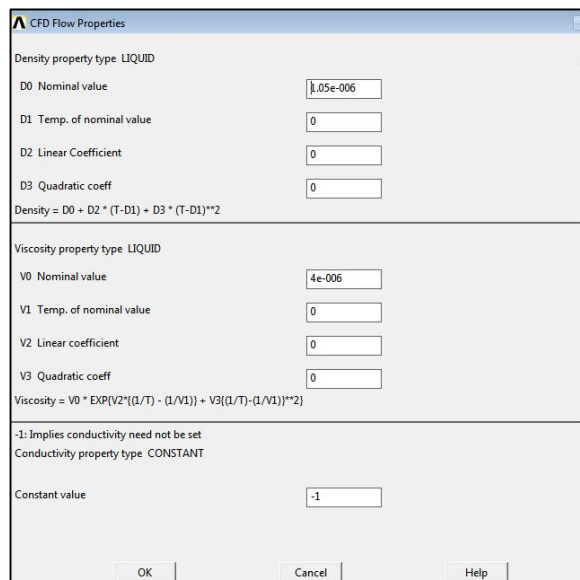 CFD Flow Properties
Density property type LIQUID
D0 Nominal value 1.05e-006
D1 Temp. of nominal value 0
D2 Linear Coefficient 0
D3 Quadratic coeff 0
Density = D0 + D2 * (T-D1) + D3 * (T-D1)**2
Viscosity property type LIQUID
V0 Nominal value 4e-006
V1 Temp. of nominal value 0
V2 Linear coefficient 0
V3 Quadratic coeff 0
Viscosity = V0 * EXP{V2*{(1/T) - (1/V1)} + V3{(1/T)-(1/V1)}**2}
-1: Implies conductivity need not be set
Conductivity property type CONSTANT
Constant value -1
OK Cancel Help